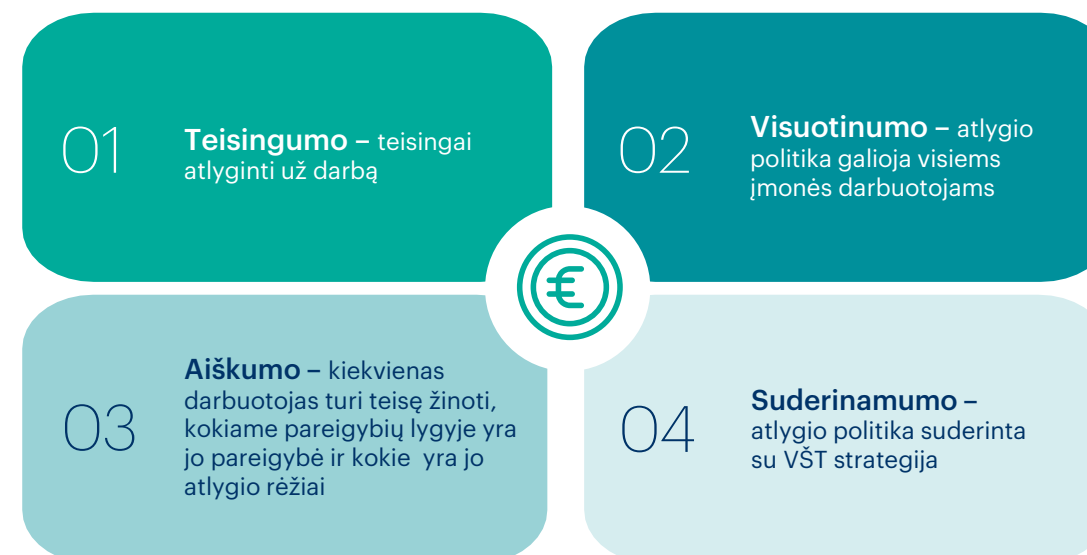 01
Teisingumo – teisingai
atlyginti už darbą
02
Visuotinumo – atlygio
politika galioja visiems
įmonės darbuotojams
03
Aiškumo – kiekvienas
darbuotojas turi teisę žinoti,
kokiame pareigybių lygyje yra
jo pareigybė ir kokie  yra jo
atlygio rėžiai
04
Suderinamumo –
atlygio politika suderinta
su VŠT strategija
€